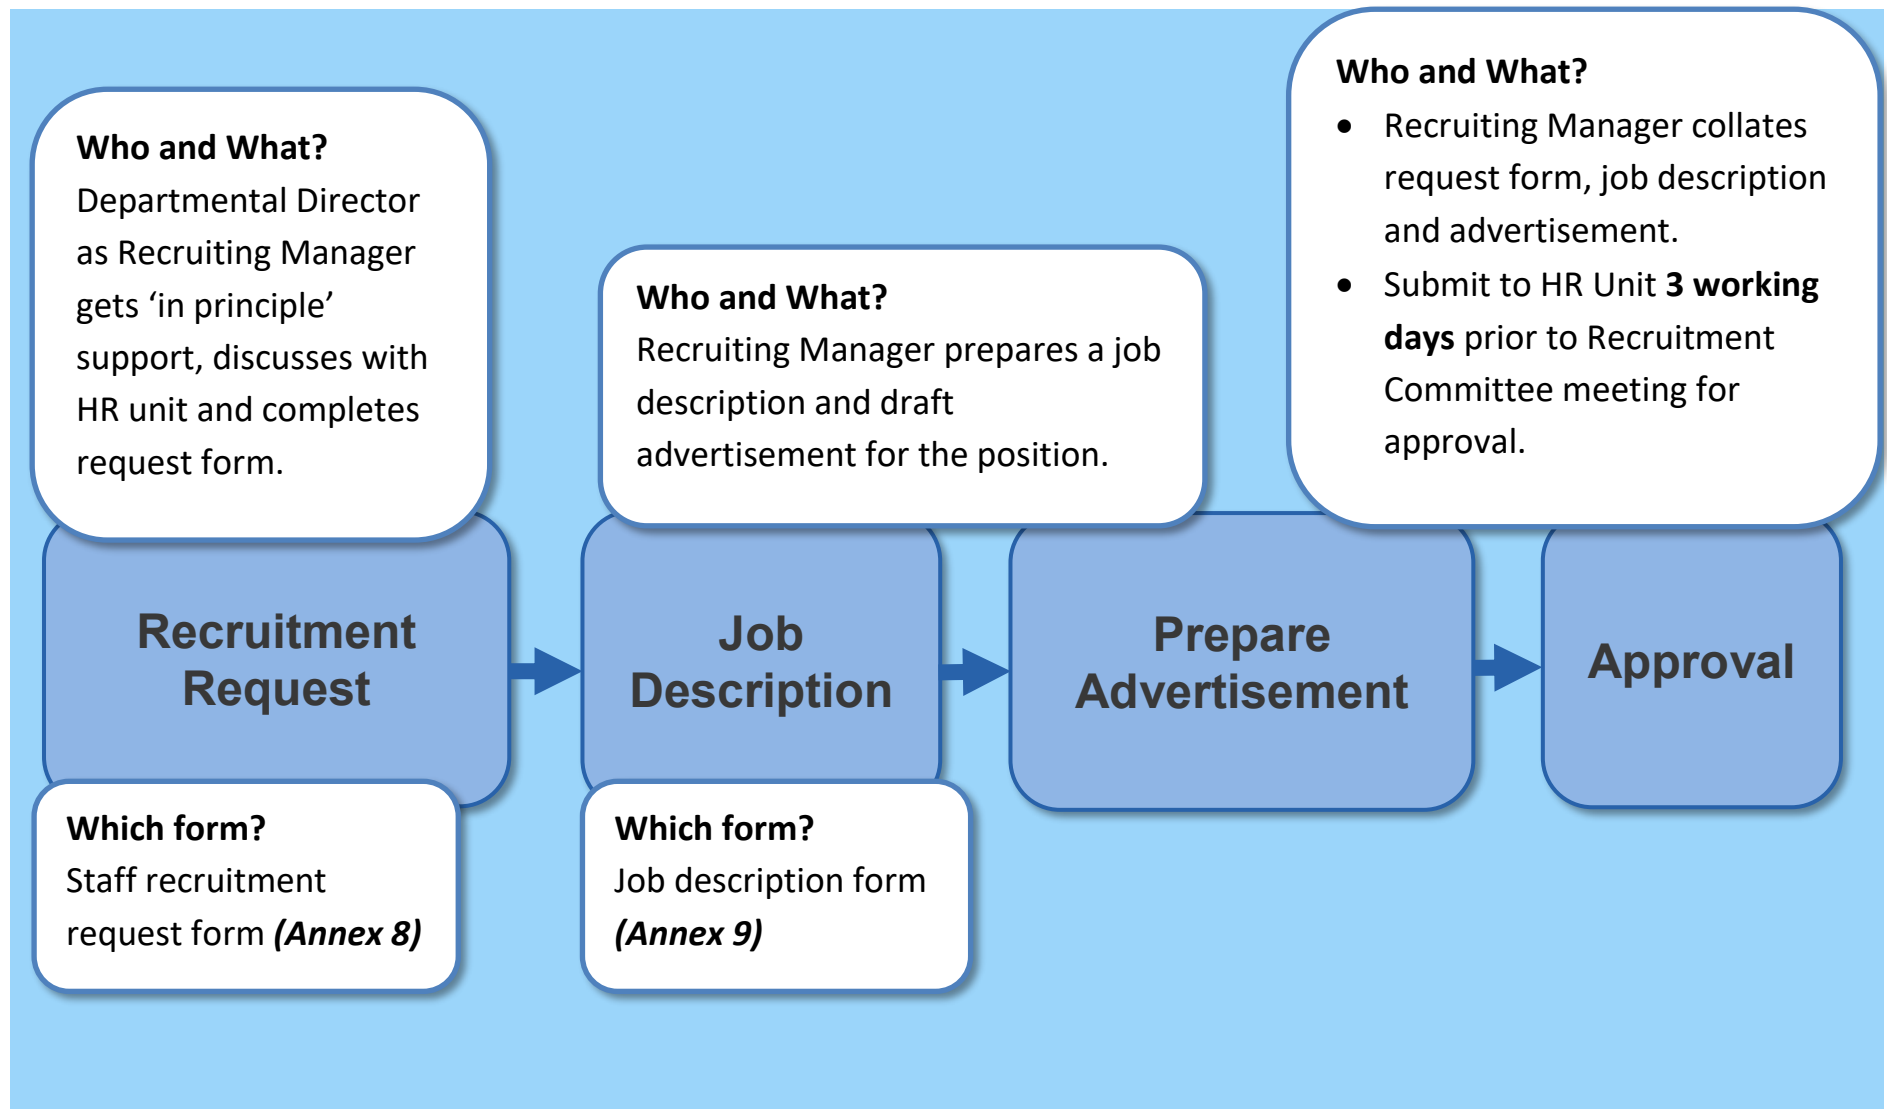 Who and What?
Departmental Director
as Recruiting Manager
gets ‘in principle’
support, discusses with
HR unit and completes
request form.
Recruitment
Request
Which form?
Staff recruitment
request form (Annex 8)
Who and What?
Recruiting Manager prepares a job
description and draft
advertisement for the position.
Job
Description
Which form?
Job description form
(Annex 9)
Prepare
Advertisement
Who and What?
• Recruiting Manager collates
request form, job description
and advertisement.
• Submit to HR Unit 3 working
days prior to Recruitment
Committee meeting for
approval.
Approval